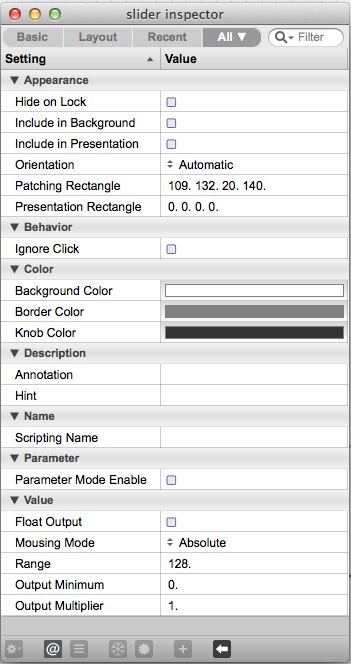 slider inspector
Basic Layout Recent All ▼ Filter
Setting Value
▼ Appearance
Hide on Lock
Include in Background
Include in Presentation
Orientation Automatic
Patching Rectangle 109. 132. 20. 140.
Presentation Rectangle 0. 0. 0. 0.
▼ Behavior
Ignore Click
▼ Color
Background Color
Border Color
Knob Color
▼ Description
Annotation
Hint
▼ Name
Scripting Name
▼ Parameter
Parameter Mode Enable
▼ Value
Float Output
Mousing Mode Absolute
Range 128.
Output Minimum 0.
Output Multiplier 1.
@